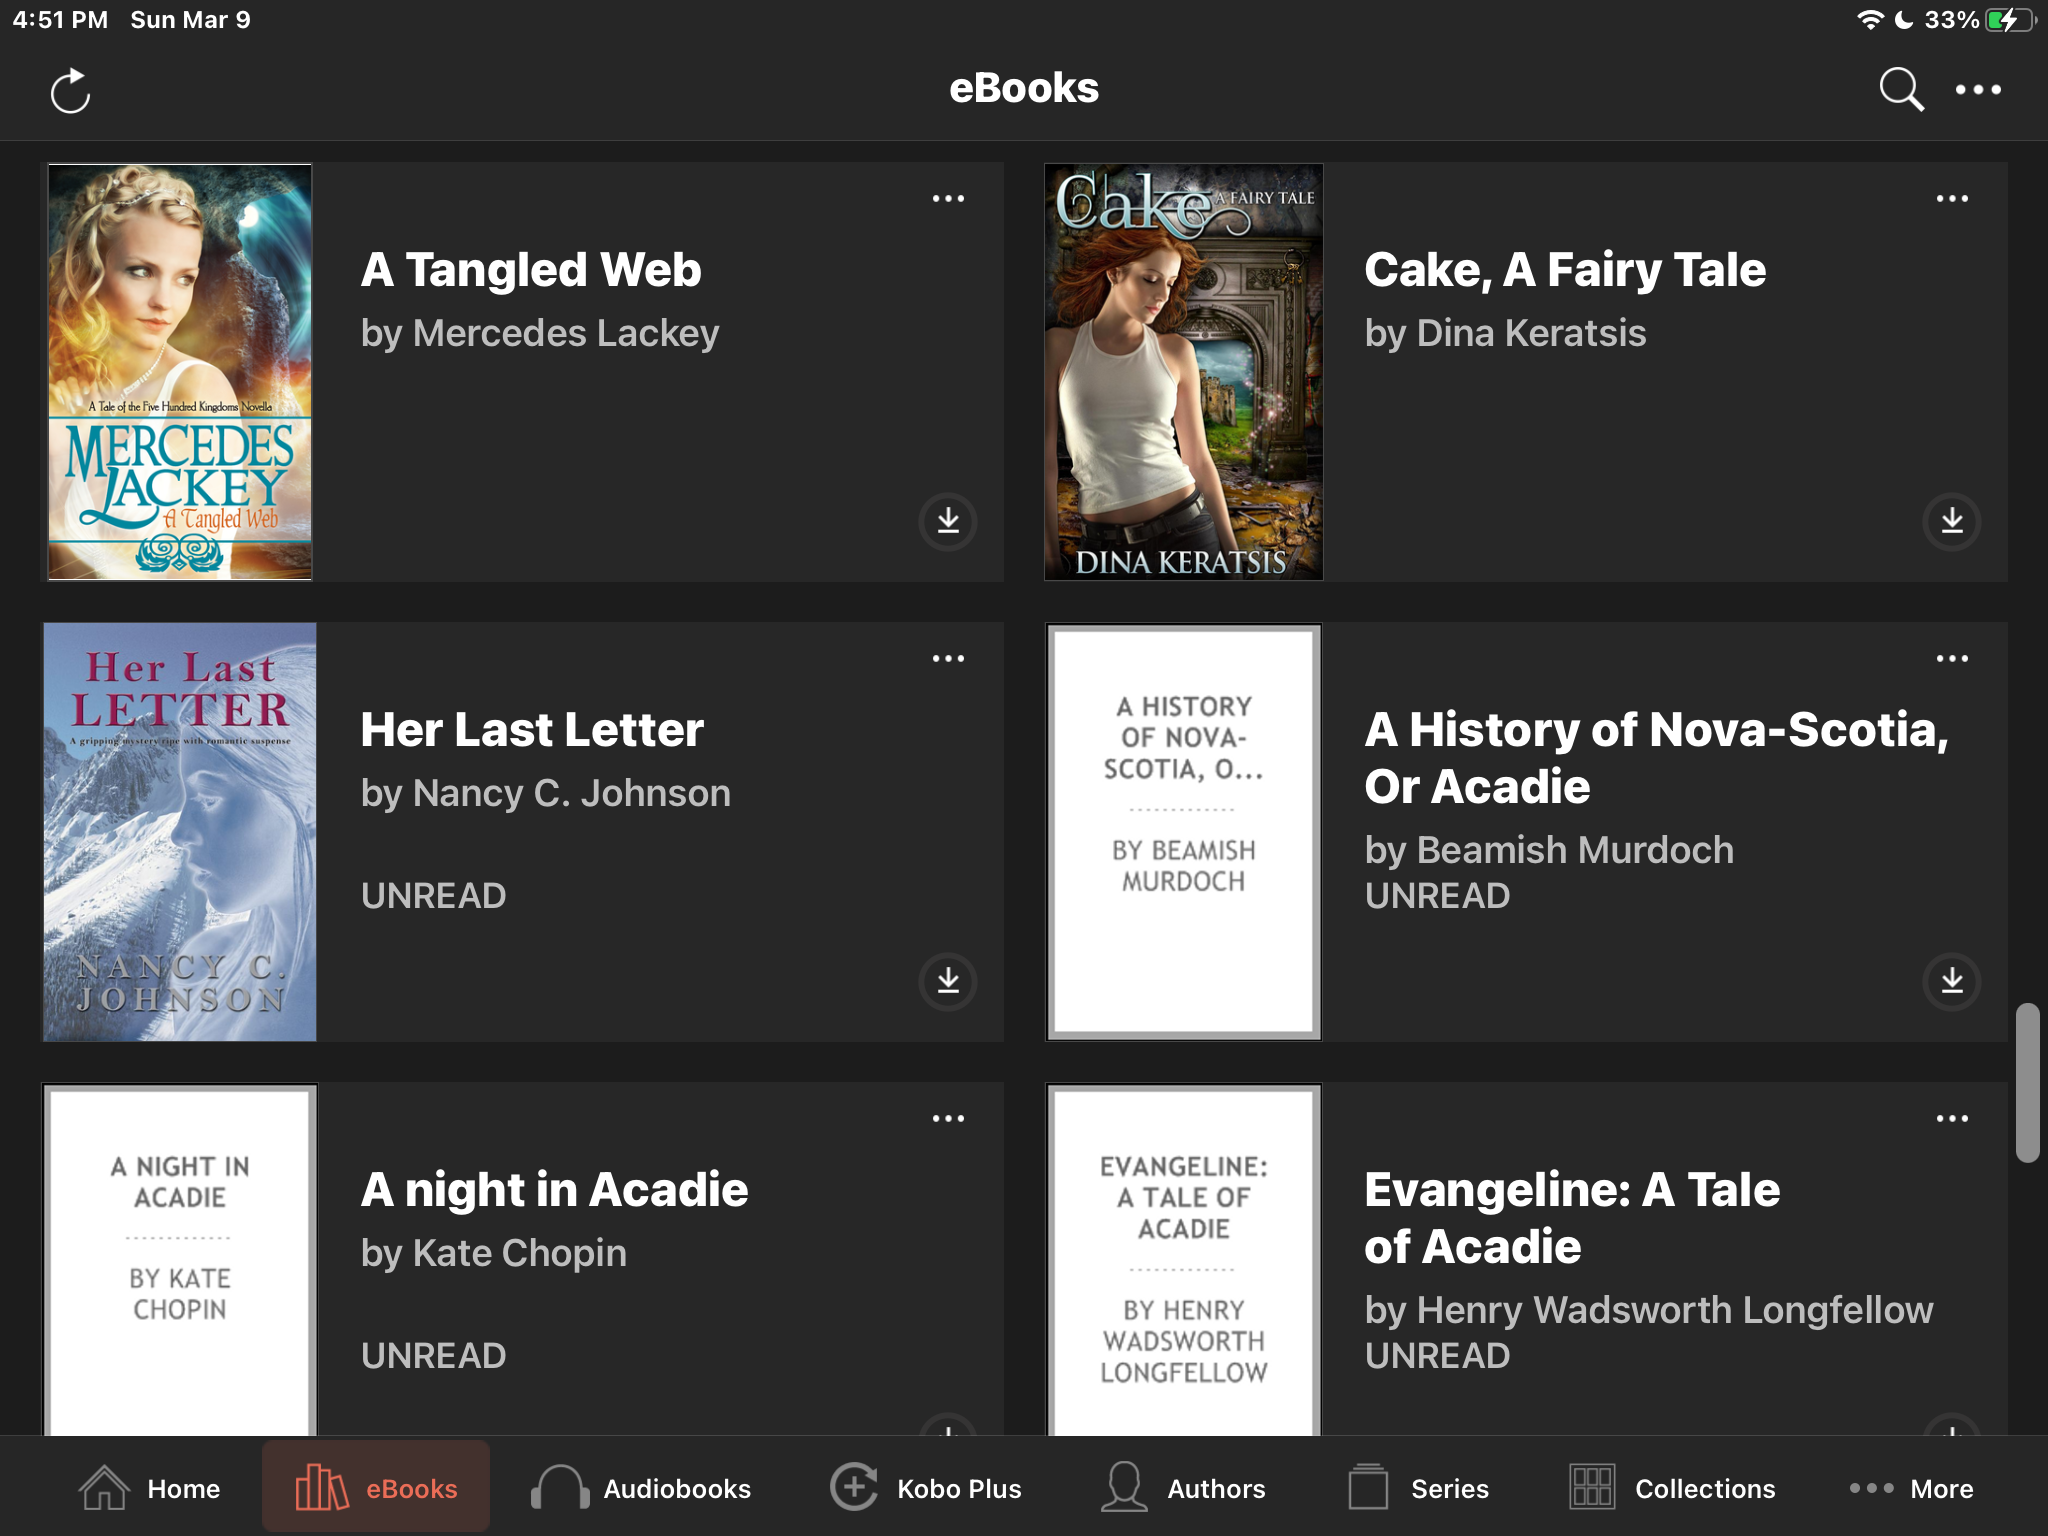 4:51 PM Sun Mar 9
33%
eBooks
A Tale of the Five Hundred Kingdoms Novella
MERCEDES
LACKEY
A Tangled Web
A Tangled Web
by Mercedes Lackey
Cake
A FAIRY TALE
DINA KERATSIS
Cake, A Fairy Tale
by Dina Keratsis
Her Last
LETTER
A gripping mystery ripe with romantic suspense
NANCY C.
JOHNSON
Her Last Letter
by Nancy C. Johnson
UNREAD
A HISTORY
OF NOVA-
SCOTIA, O...
BY BEAMISH
MURDOCH
A History of Nova-Scotia,
Or Acadie
by Beamish Murdoch
UNREAD
A NIGHT IN
ACADIE
BY KATE
CHOPIN
A night in Acadie
by Kate Chopin
UNREAD
EVANGELINE:
A TALE OF
ACADIE
BY HENRY
WADSWORTH
LONGFELLOW
Evangeline: A Tale
of Acadie
by Henry Wadsworth Longfellow
UNREAD
Home
eBooks
Audiobooks
Kobo Plus
Authors
Series
Collections
More